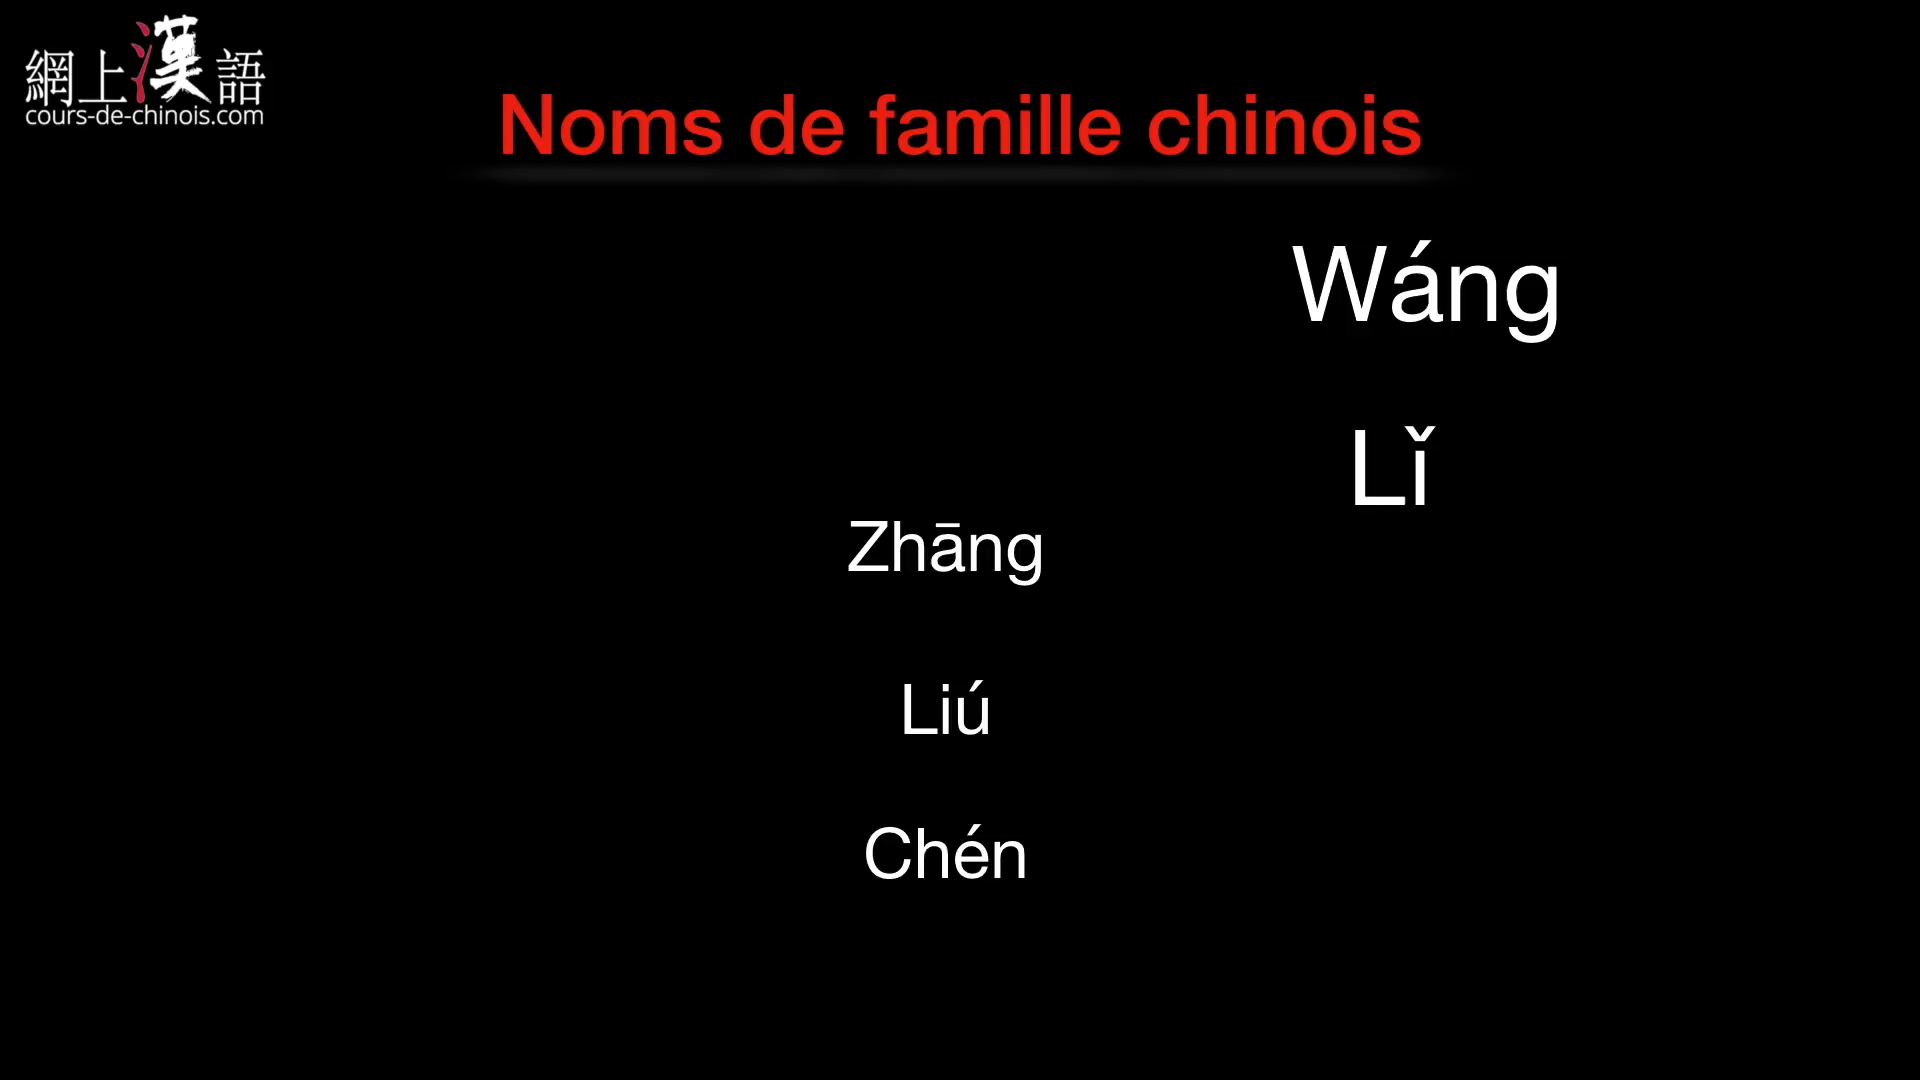 網上漢語
cours-de-chinois.com
Noms de famille chinois
Wáng
Lǐ
Zhāng
Liú
Chén